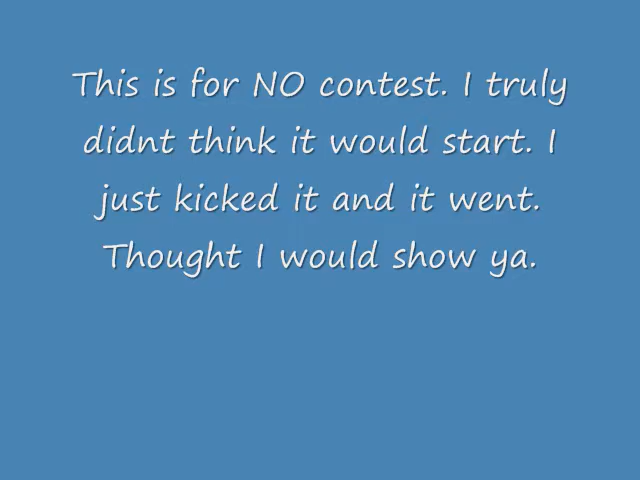 This is for NO contest. I truly
didnt think it would start. I
just kicked it and it went.
Thought I would show ya.